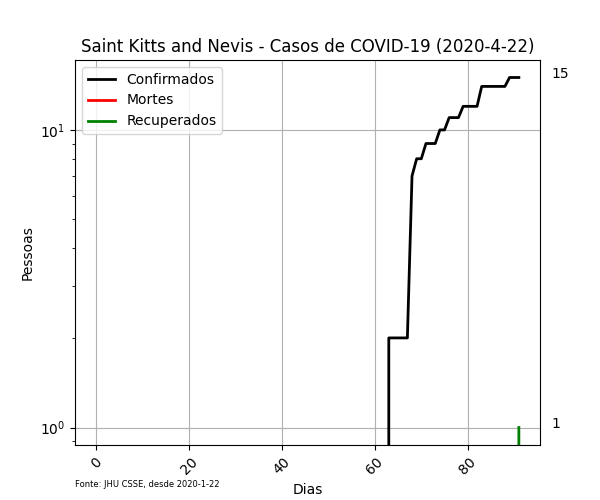 Saint Kitts and Nevis - Casos de COVID-19 (2020-4-22)
Confirmados
Mortes
Recuperados
15
10¹
Pessoas
10⁰
1
0
20
40
60
80
Fonte: JHU CSSE, desde 2020-1-22
Dias